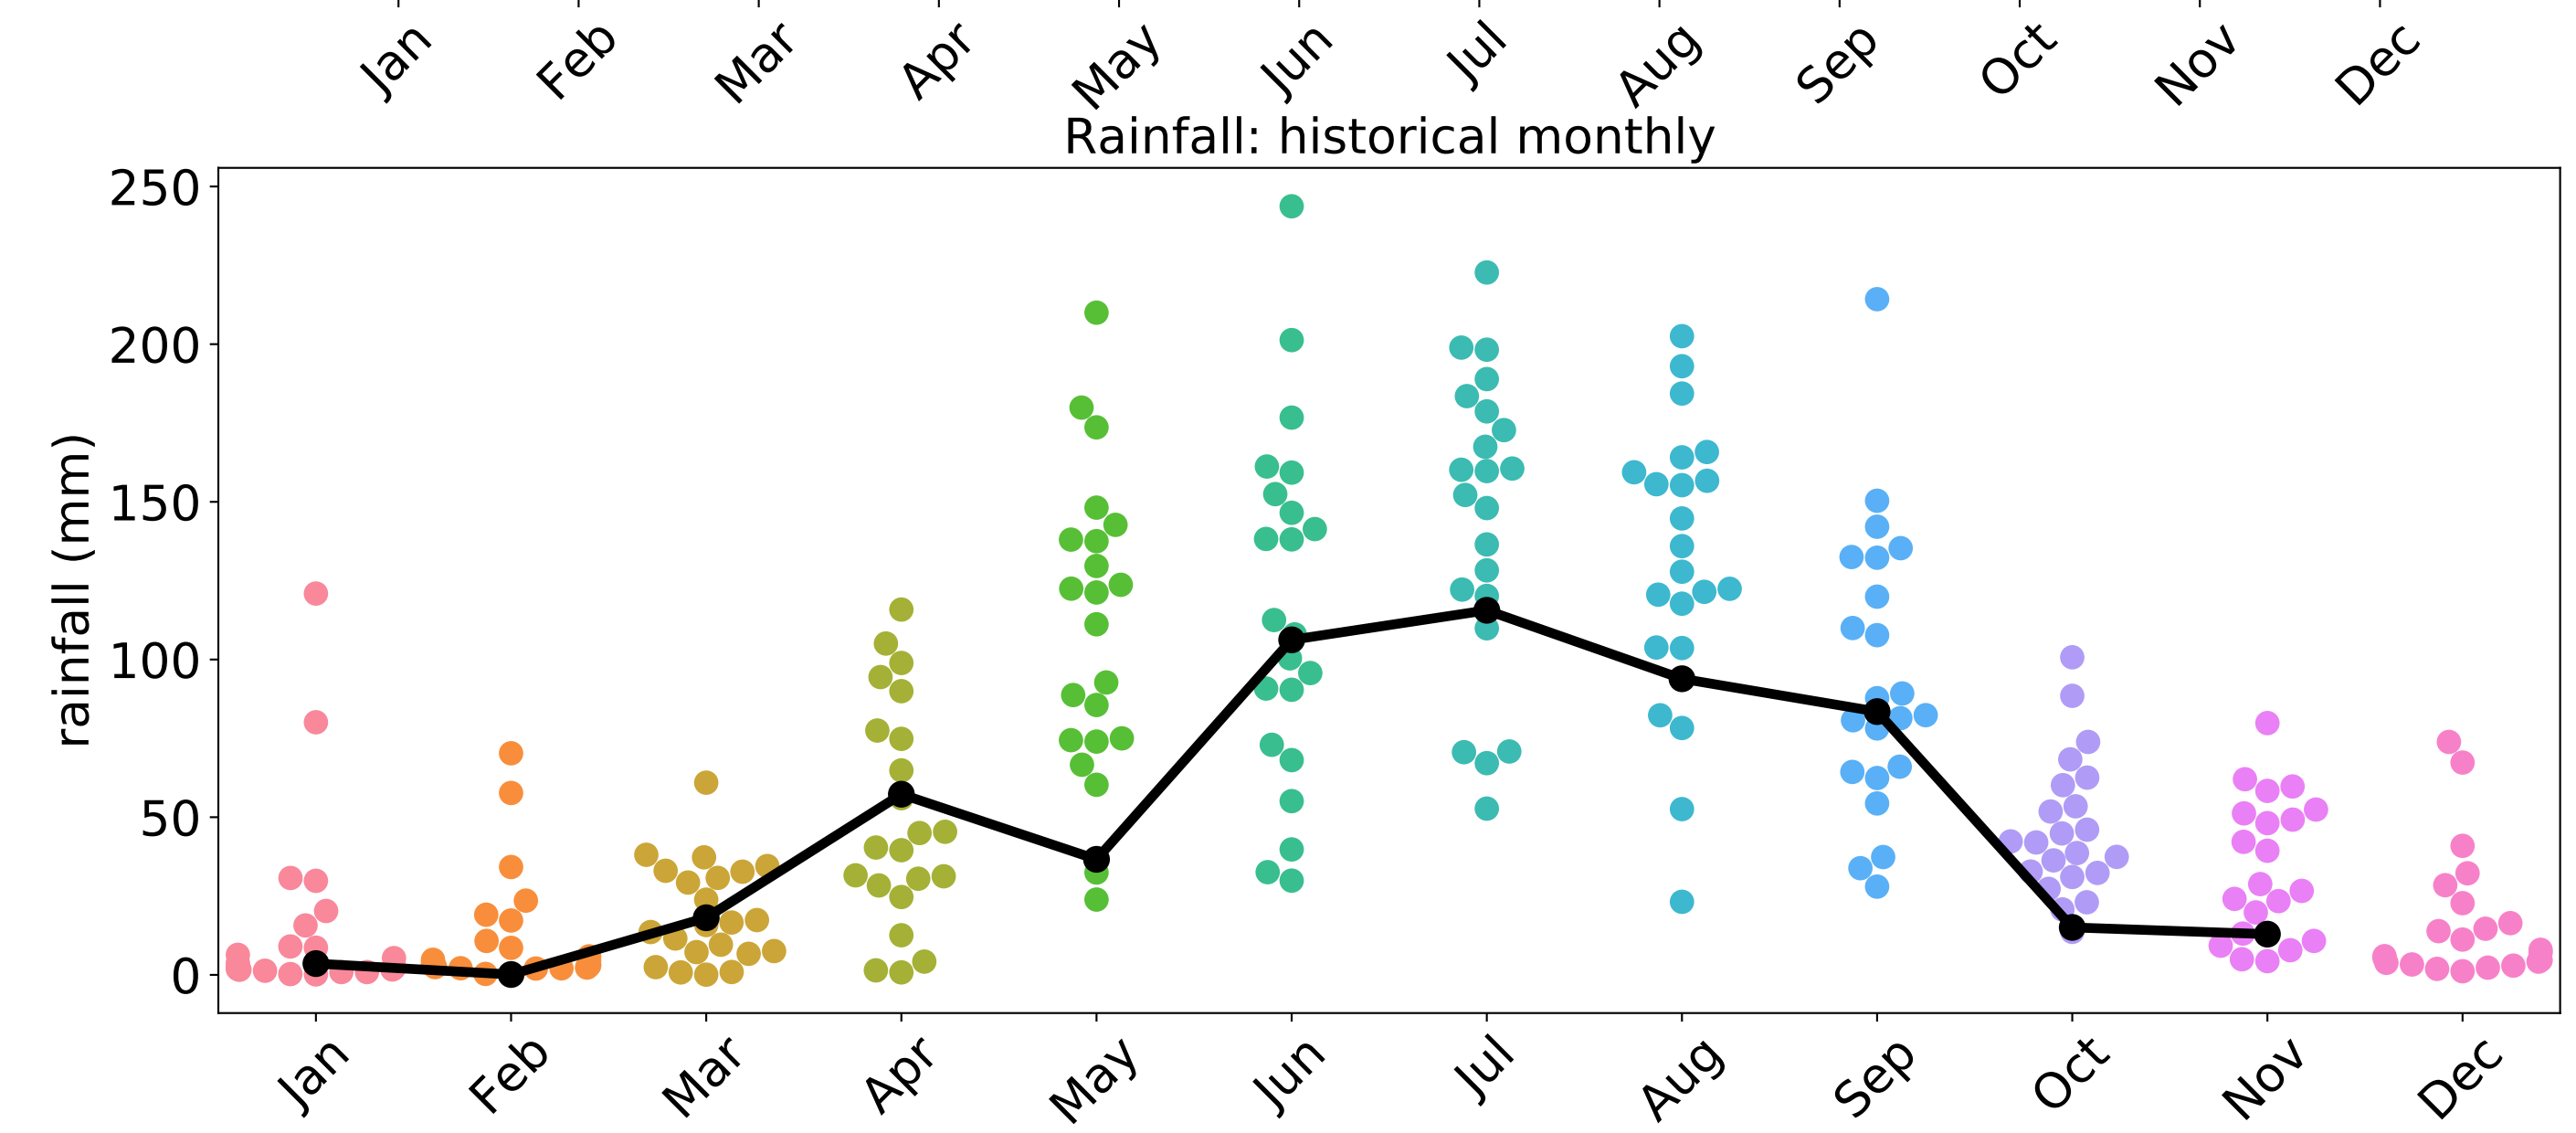 Jan Feb Mar Apr May Jun Jul Aug Sep Oct Nov Dec
Rainfall: historical monthly
250
200
150
100
50
0
rainfall (mm)
Jan Feb Mar Apr May Jun Jul Aug Sep Oct Nov Dec